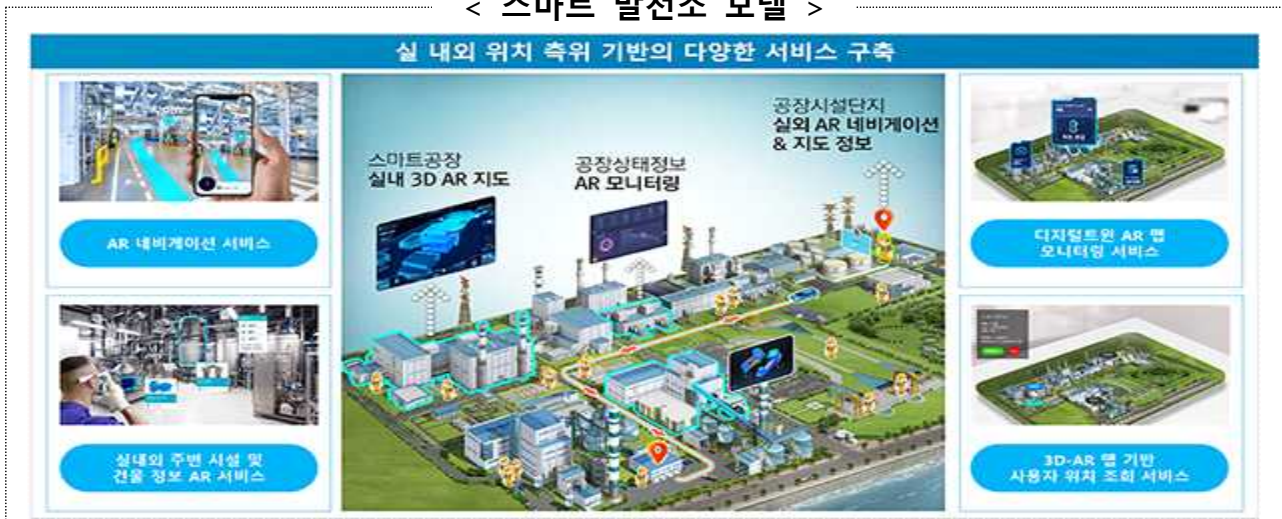 < 스마트 발전소 모델 >
실 내외 위치 측위 기반의 다양한 서비스 구축
AR 네비게이션 서비스
실내외 주변 시설 및
건물 정보 AR 서비스
스마트공장
실내 3D AR 지도
공장상태정보
AR 모니터링
공장시설단지
실외 AR 네비게이션
& 지도 정보
디지털트윈 AR 맵
모니터링 서비스
3D-AR 맵 기반
사용자 위치 조회 서비스